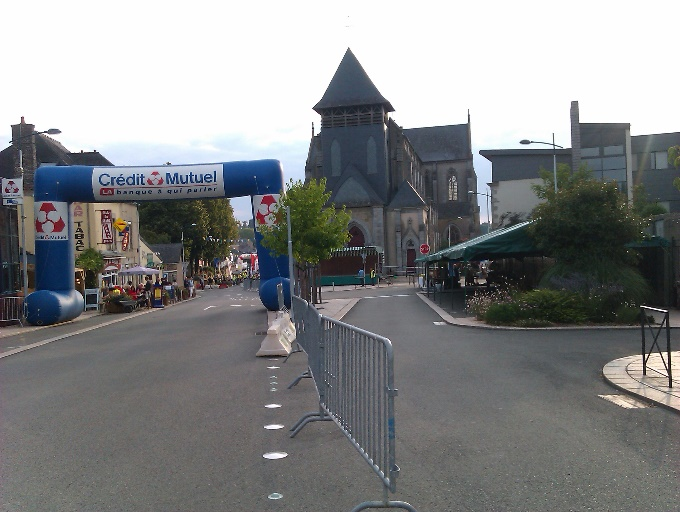 Crédit Mutuel
LA banque à qui parler
TABAC